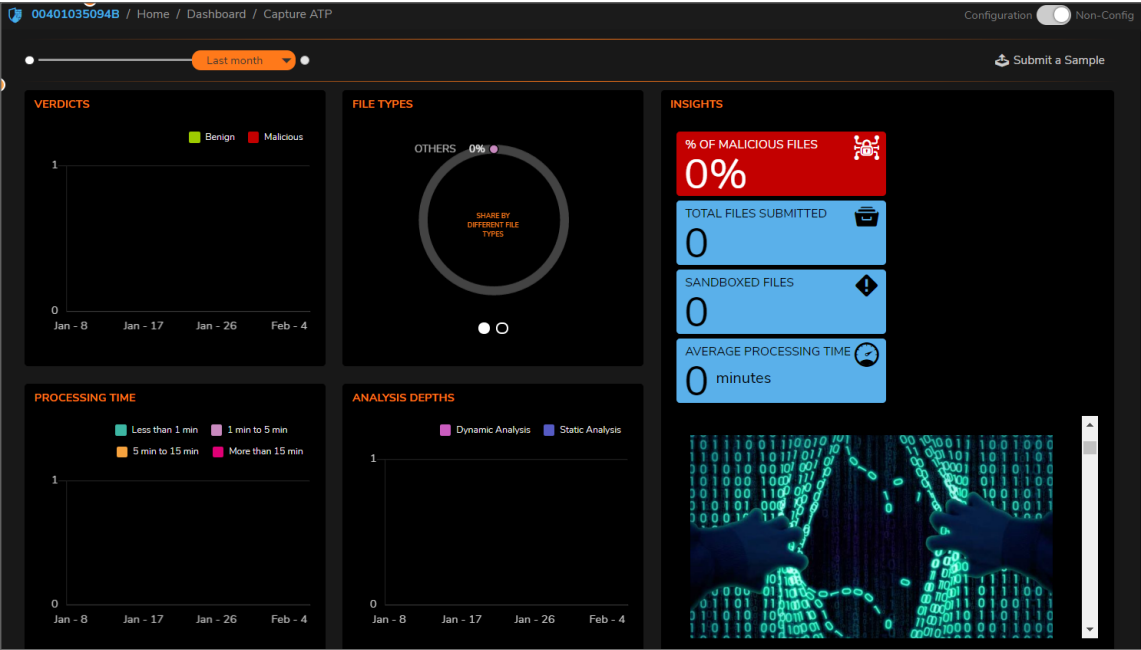 00401035094B / Home / Dashboard / Capture ATP
Configuration Non-Config
Last month
Submit a Sample
VERDICTS
Benign Malicious
1
0
Jan - 8 Jan - 17 Jan - 26 Feb - 4
FILE TYPES
OTHERS 0%
SHARE BY
DIFFERENT FILE
TYPES
INSIGHTS
% OF MALICIOUS FILES
0%
TOTAL FILES SUBMITTED
0
SANDBOXED FILES
0
AVERAGE PROCESSING TIME
0 minutes
PROCESSING TIME
Less than 1 min 1 min to 5 min
5 min to 15 min More than 15 min
1
0
Jan - 8 Jan - 17 Jan - 26 Feb - 4
ANALYSIS DEPTHS
Dynamic Analysis Static Analysis
1
0
Jan - 8 Jan - 17 Jan - 26 Feb - 4